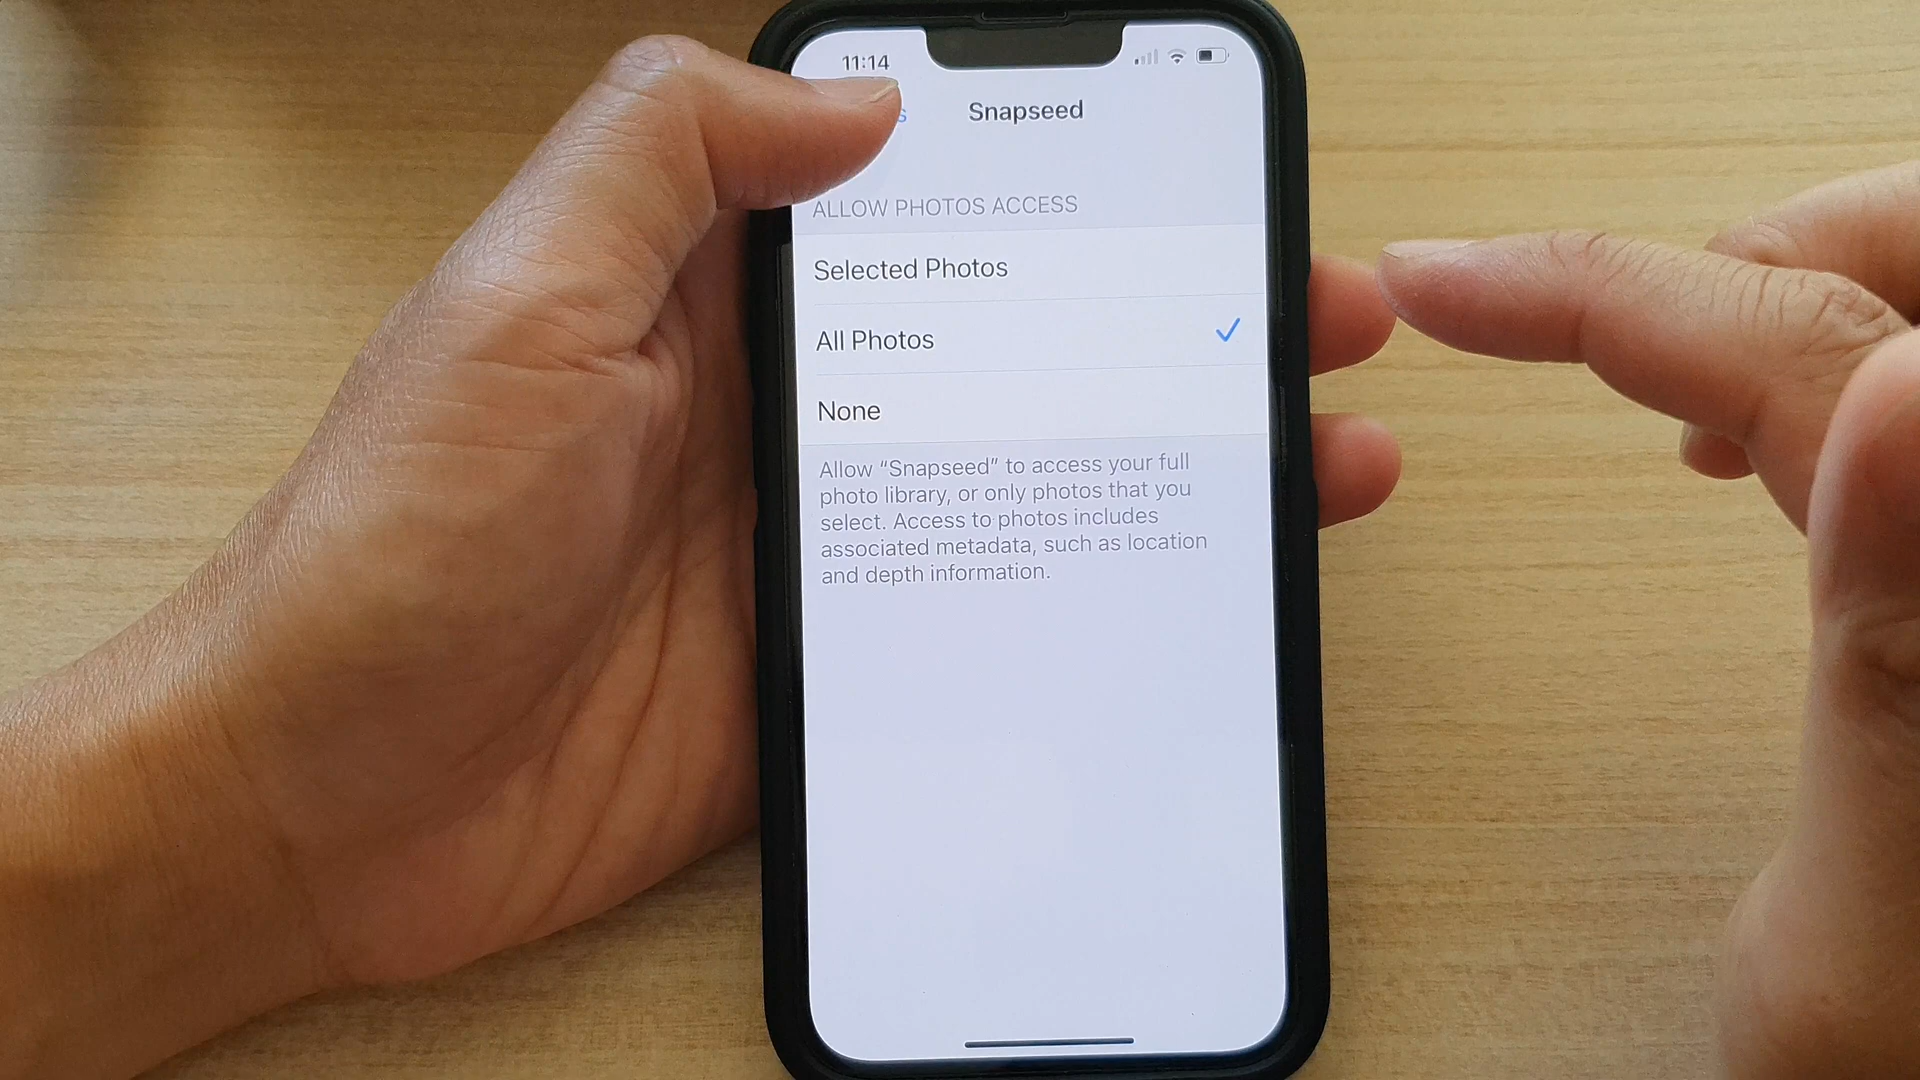 11:14
Snapseed
ALLOW PHOTOS ACCESS
Selected Photos
All Photos
None
Allow “Snapseed” to access your full
photo library, or only photos that you
select. Access to photos includes
associated metadata, such as location
and depth information.